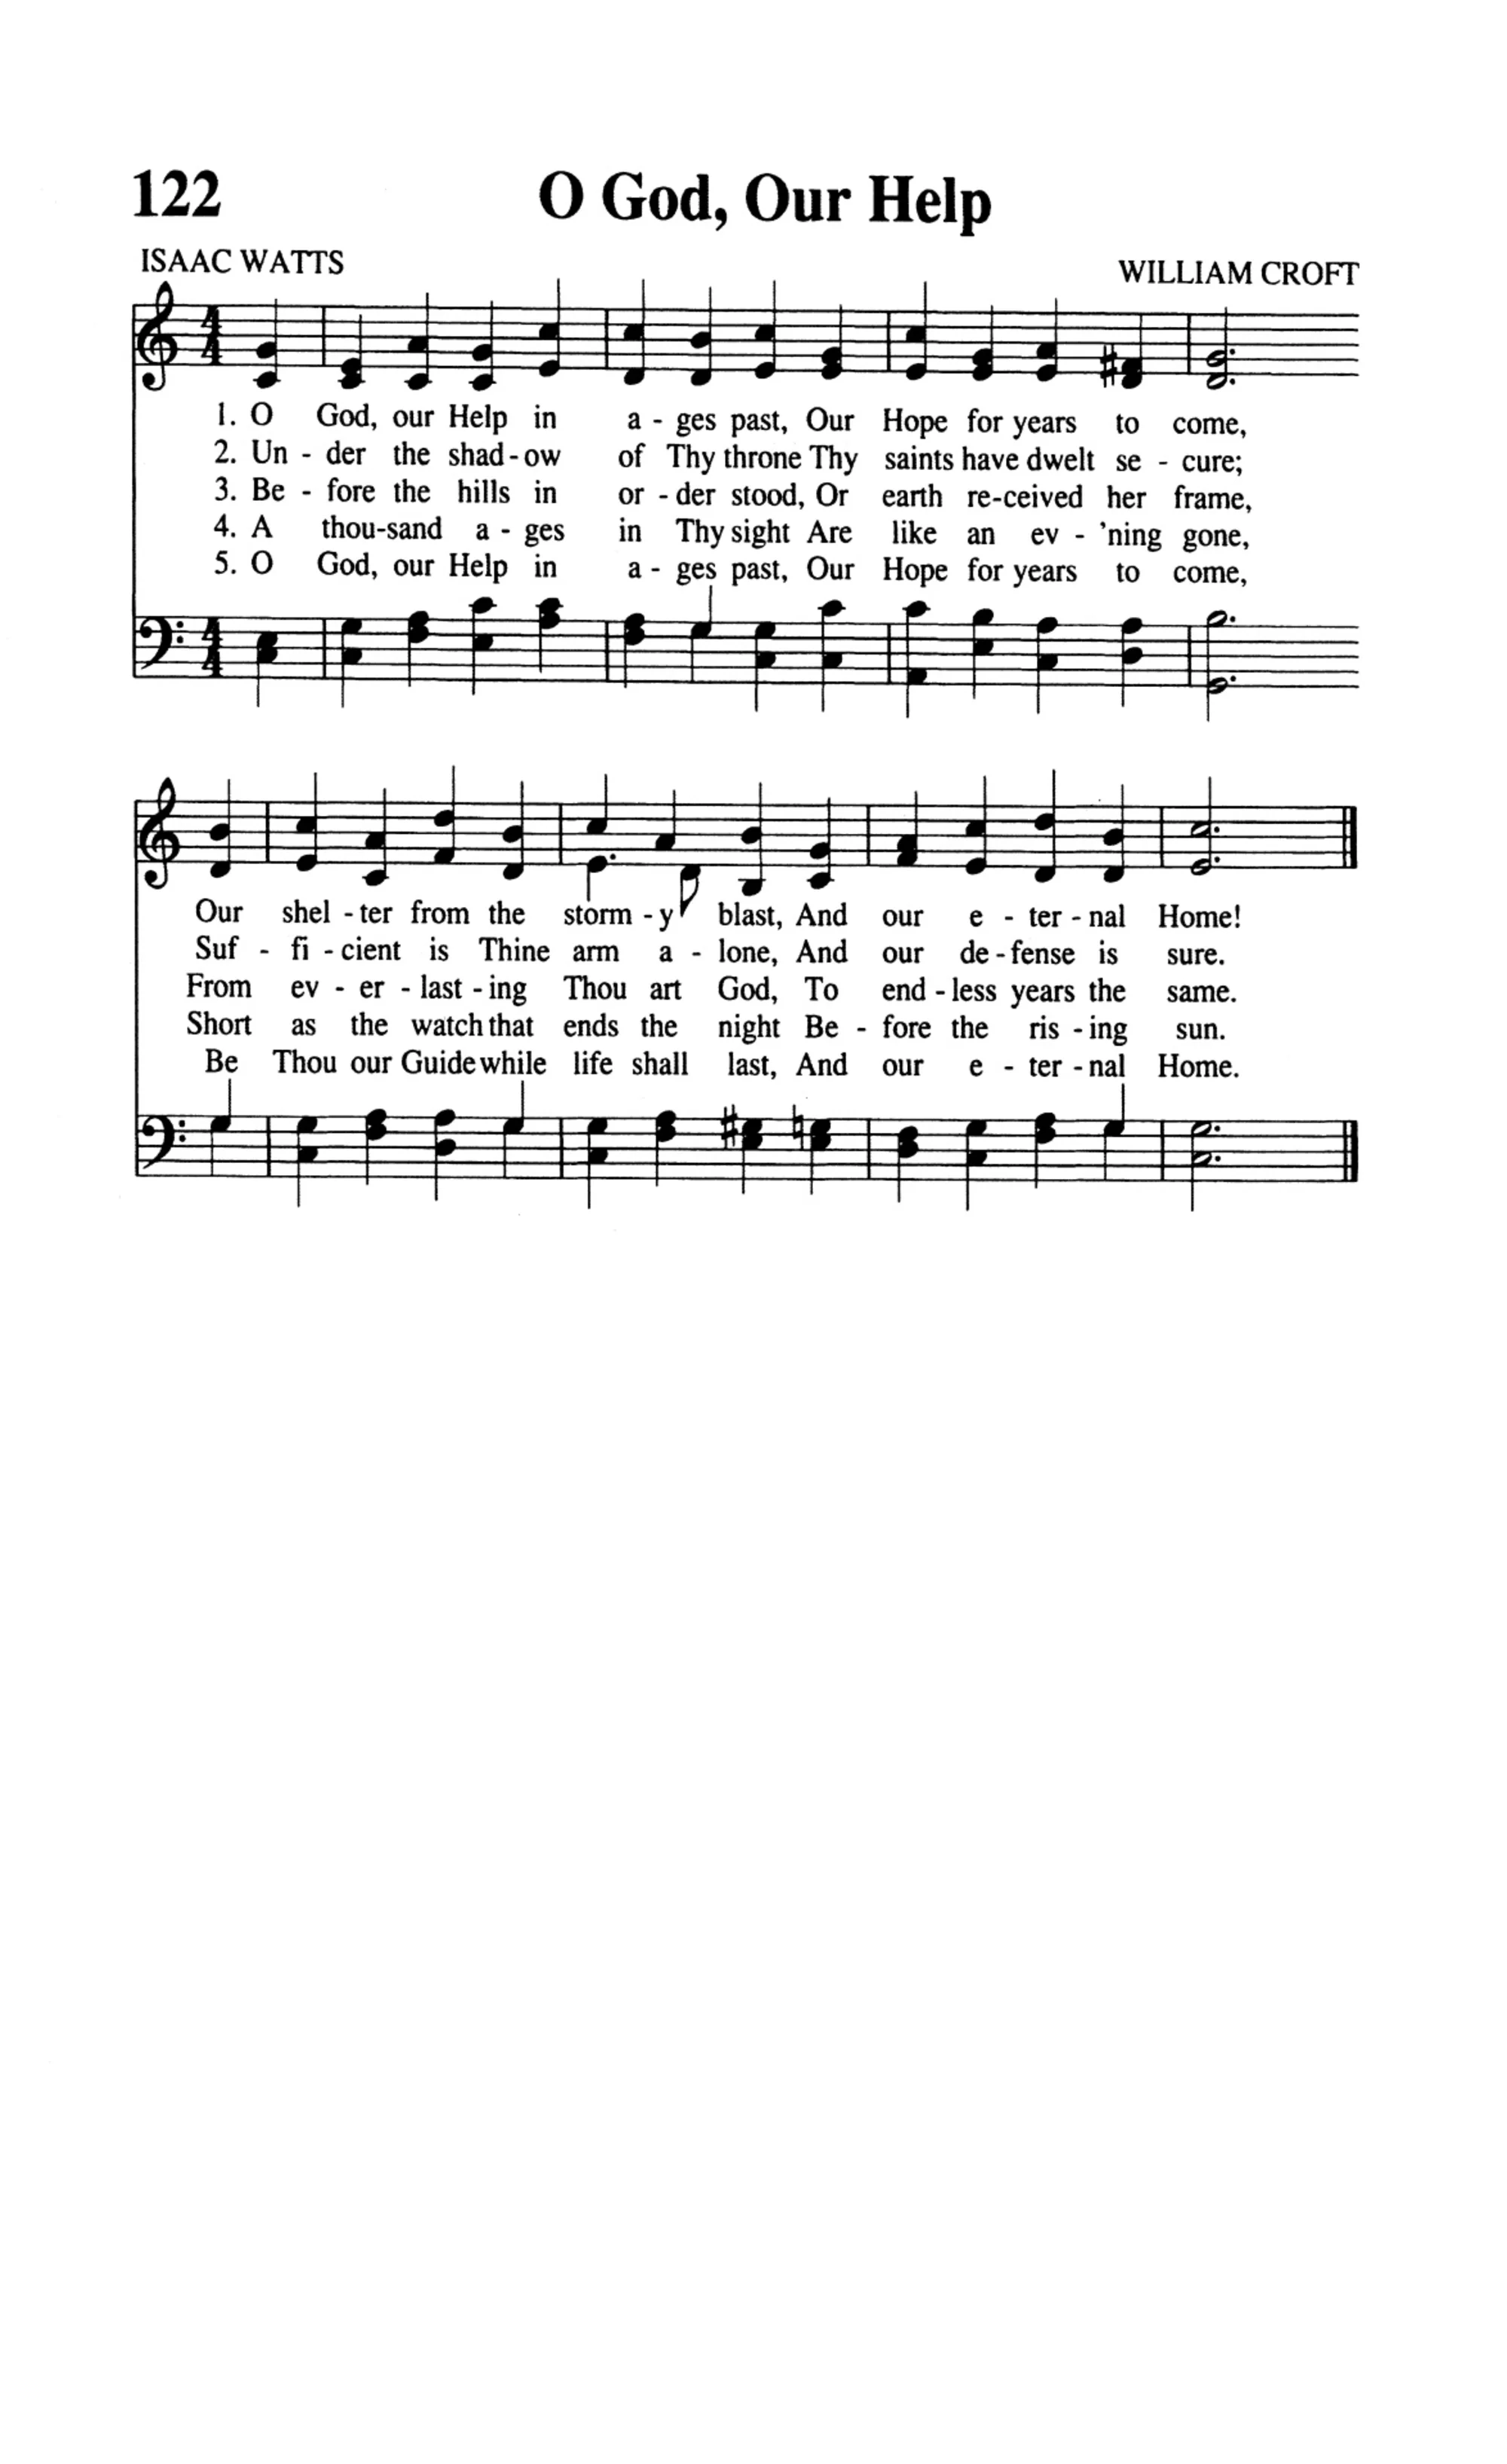 122
O God, Our Help
ISAAC WATTS
WILLIAM CROFT
4
4
1. O God, our Help in a - ges past, Our Hope for years to come,
2. Un - der the shad - ow of Thy throne Thy saints have dwelt se - cure;
3. Be - fore the hills in or - der stood, Or earth re-ceived her frame,
4. A thou-sand a - ges in Thy sight Are like an ev - 'ning gone,
5. O God, our Help in a - ges past, Our Hope for years to come,
4
4
Our shel - ter from the storm - y blast, And our e - ter - nal Home!
Suf - fi - cient is Thine arm a - lone, And our de - fense is sure.
From ev - er - last - ing Thou art God, To end - less years the same.
Short as the watch that ends the night Be - fore the ris - ing sun.
Be Thou our Guide while life shall last, And our e - ter - nal Home.